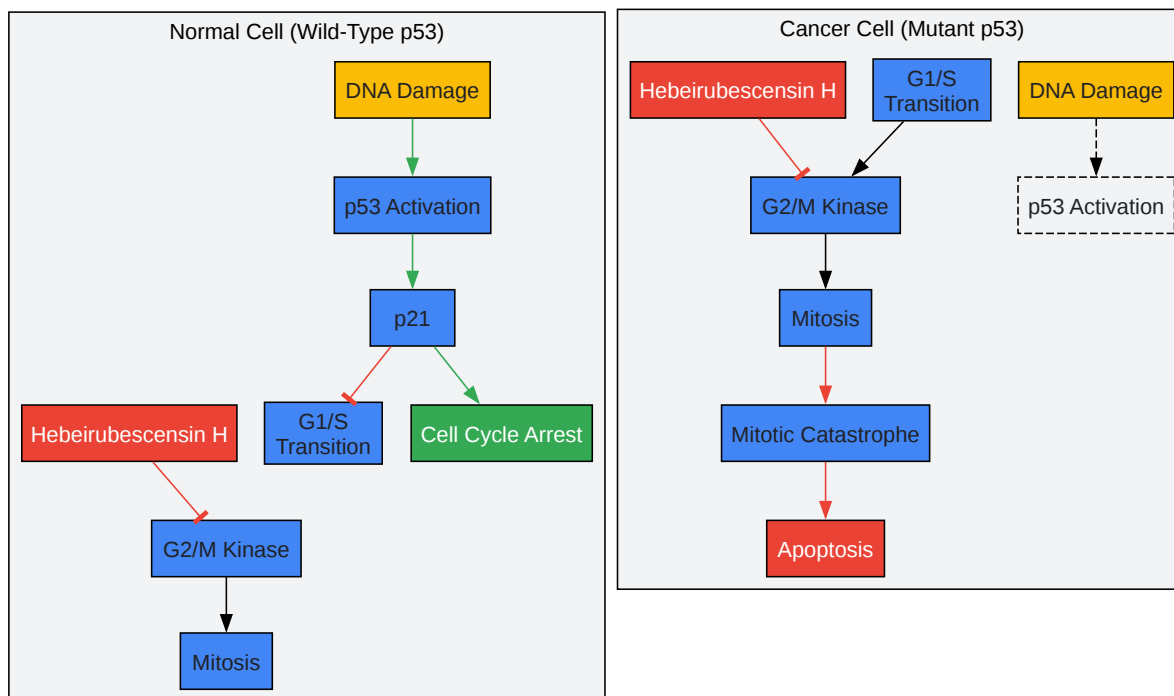 Normal Cell (Wild-Type p53)
DNA Damage
p53 Activation
p21
Hebeirubescensin H
G1/S
Transition
Cell Cycle Arrest
G2/M Kinase
Mitosis
Cancer Cell (Mutant p53)
Hebeirubescensin H
G1/S
Transition
DNA Damage
G2/M Kinase
p53 Activation
Mitosis
Mitotic Catastrophe
Apoptosis